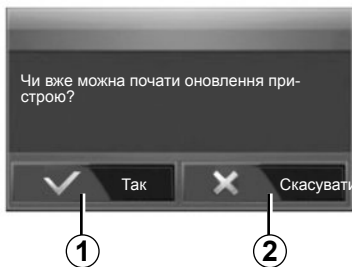 Чи вже можна почати оновлення при-
строю?
Так
Скасувати
1
2